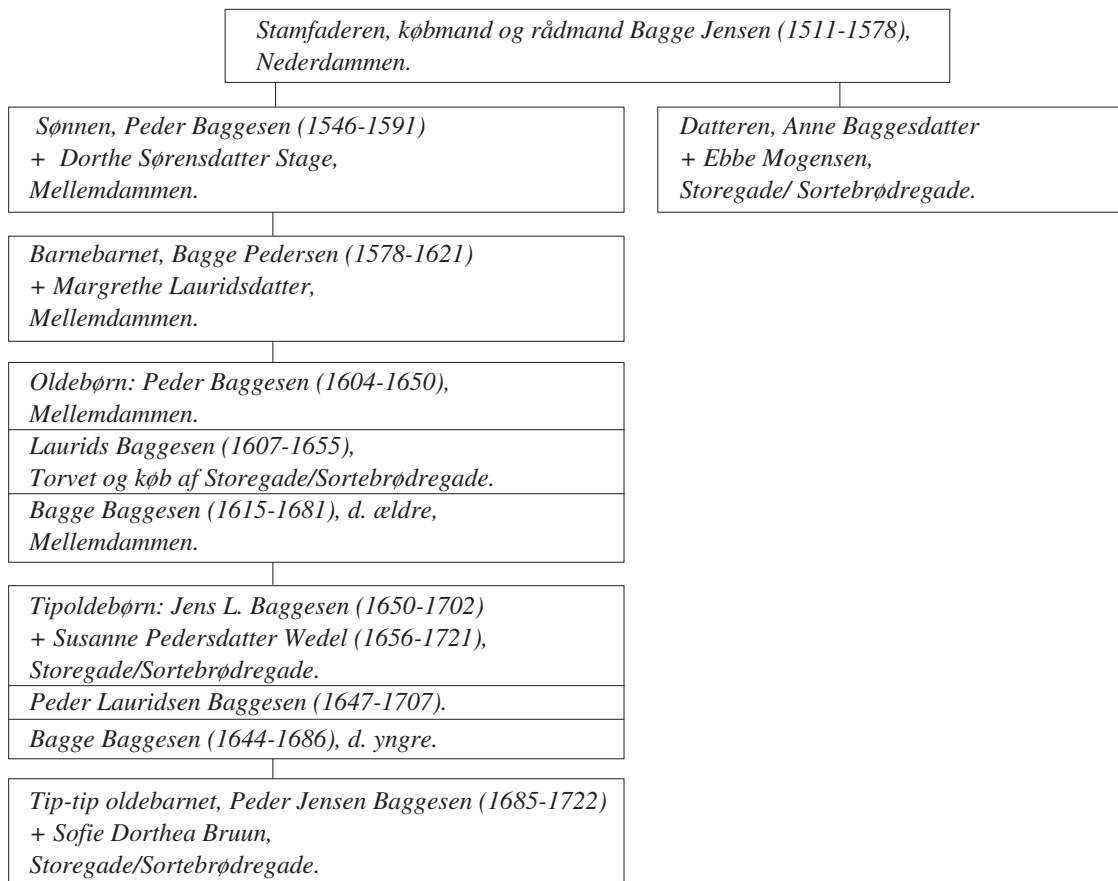 Stamfaderen, købmand og rådmand Bagge Jensen (1511-1578),
Nederdammen.
Sønnen, Peder Baggesen (1546-1591)
+ Dorthe Sørensdatter Stage,
Mellemdammen.
Datteren, Anne Baggesdatter
+ Ebbe Mogensen,
Storegade/ Sortebrødregade.
Barnebarnet, Bagge Pedersen (1578-1621)
+ Margrethe Lauridsdatter,
Mellemdammen.
Oldebørn: Peder Baggesen (1604-1650),
Mellemdammen.
Laurids Baggesen (1607-1655),
Torvet og køb af Storegade/Sortebrødregade.
Bagge Baggesen (1615-1681), d. ældre,
Mellemdammen.
Tipoldebørn: Jens L. Baggesen (1650-1702)
+ Susanne Pedersdatter Wedel (1656-1721),
Storegade/Sortebrødregade.
Peder Lauridsen Baggesen (1647-1707).
Bagge Baggesen (1644-1686), d. yngre.
Tip-tip oldebarnet, Peder Jensen Baggesen (1685-1722)
+ Sofie Dorthea Bruun,
Storegade/Sortebrødregade.